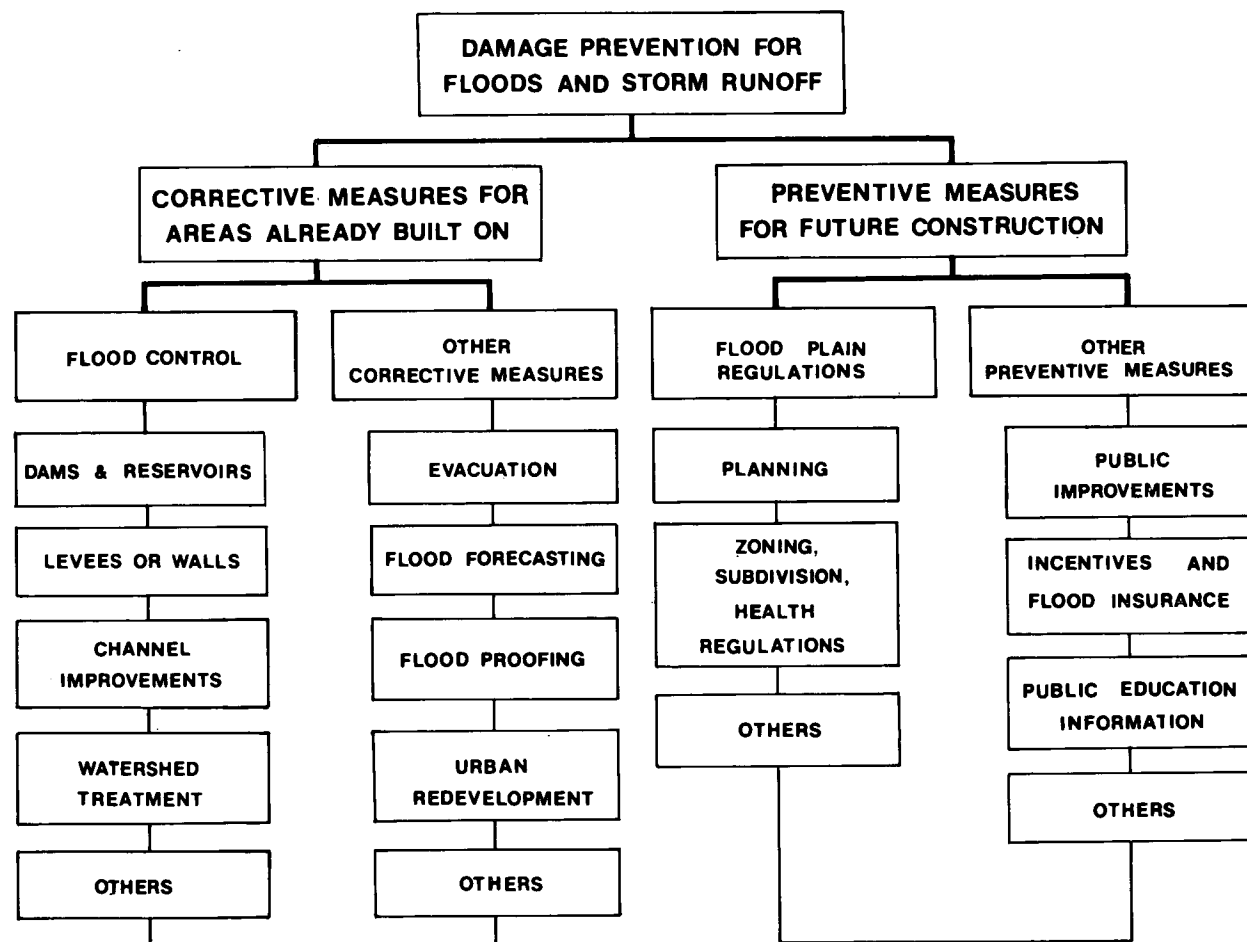 DAMAGE PREVENTION FOR
FLOODS AND STORM RUNOFF
CORRECTIVE MEASURES FOR
AREAS ALREADY BUILT ON
PREVENTIVE MEASURES
FOR FUTURE CONSTRUCTION
FLOOD CONTROL
OTHER
CORRECTIVE MEASURES
FLOOD PLAIN
REGULATIONS
OTHER
PREVENTIVE MEASURES
DAMS & RESERVOIRS
LEVEES OR WALLS
CHANNEL
IMPROVEMENTS
WATERSHED
TREATMENT
OTHERS
EVACUATION
FLOOD FORECASTING
FLOOD PROOFING
URBAN
REDEVELOPMENT
OTHERS
PLANNING
ZONING,
SUBDIVISION,
HEALTH
REGULATIONS
OTHERS
PUBLIC
IMPROVEMENTS
INCENTIVES AND
FLOOD INSURANCE
PUBLIC EDUCATION
INFORMATION
OTHERS